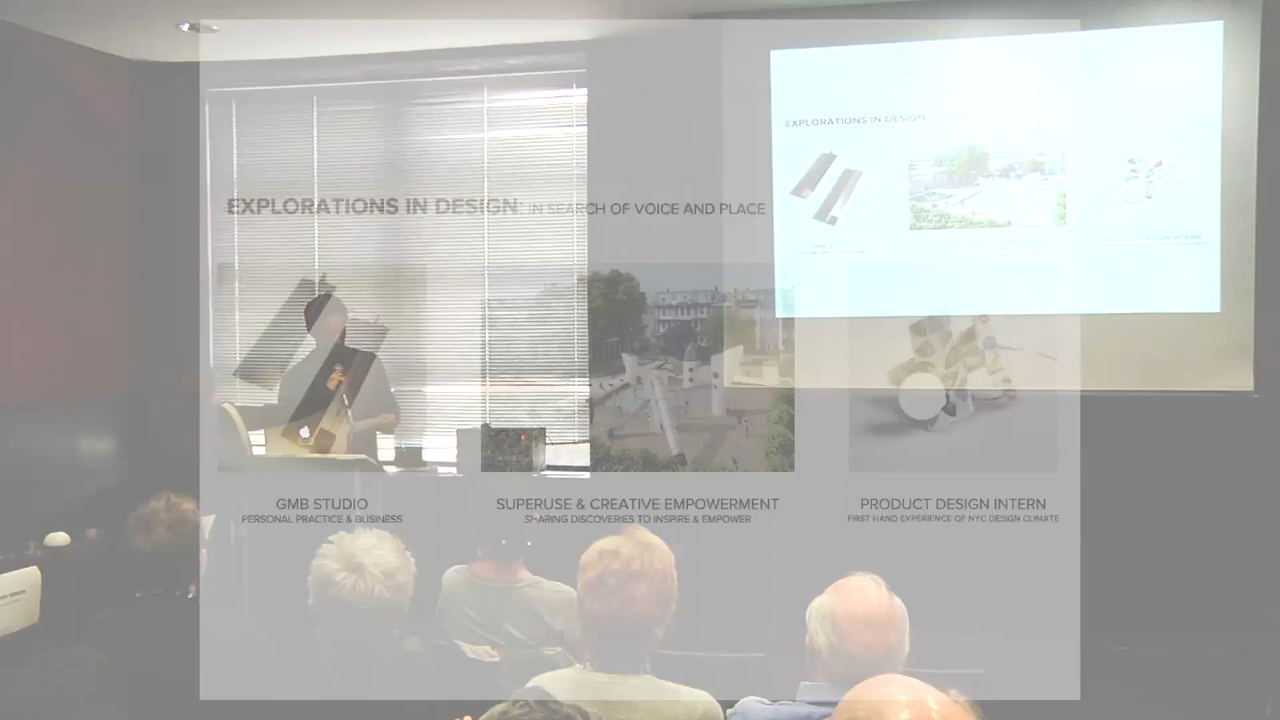 EXPLORATIONS IN DESIGN
EXPLORATIONS IN DESIGN: IN SEARCH OF VOICE AND PLACE
GMB STUDIO
PERSONAL PRACTICE & BUSINESS
SUPERUSE & CREATIVE EMPOWERMENT
SHARING DISCOVERIES TO INSPIRE & EMPOWER
PRODUCT DESIGN INTERN
FIRST HAND EXPERIENCE OF NYC DESIGN CLIMATE